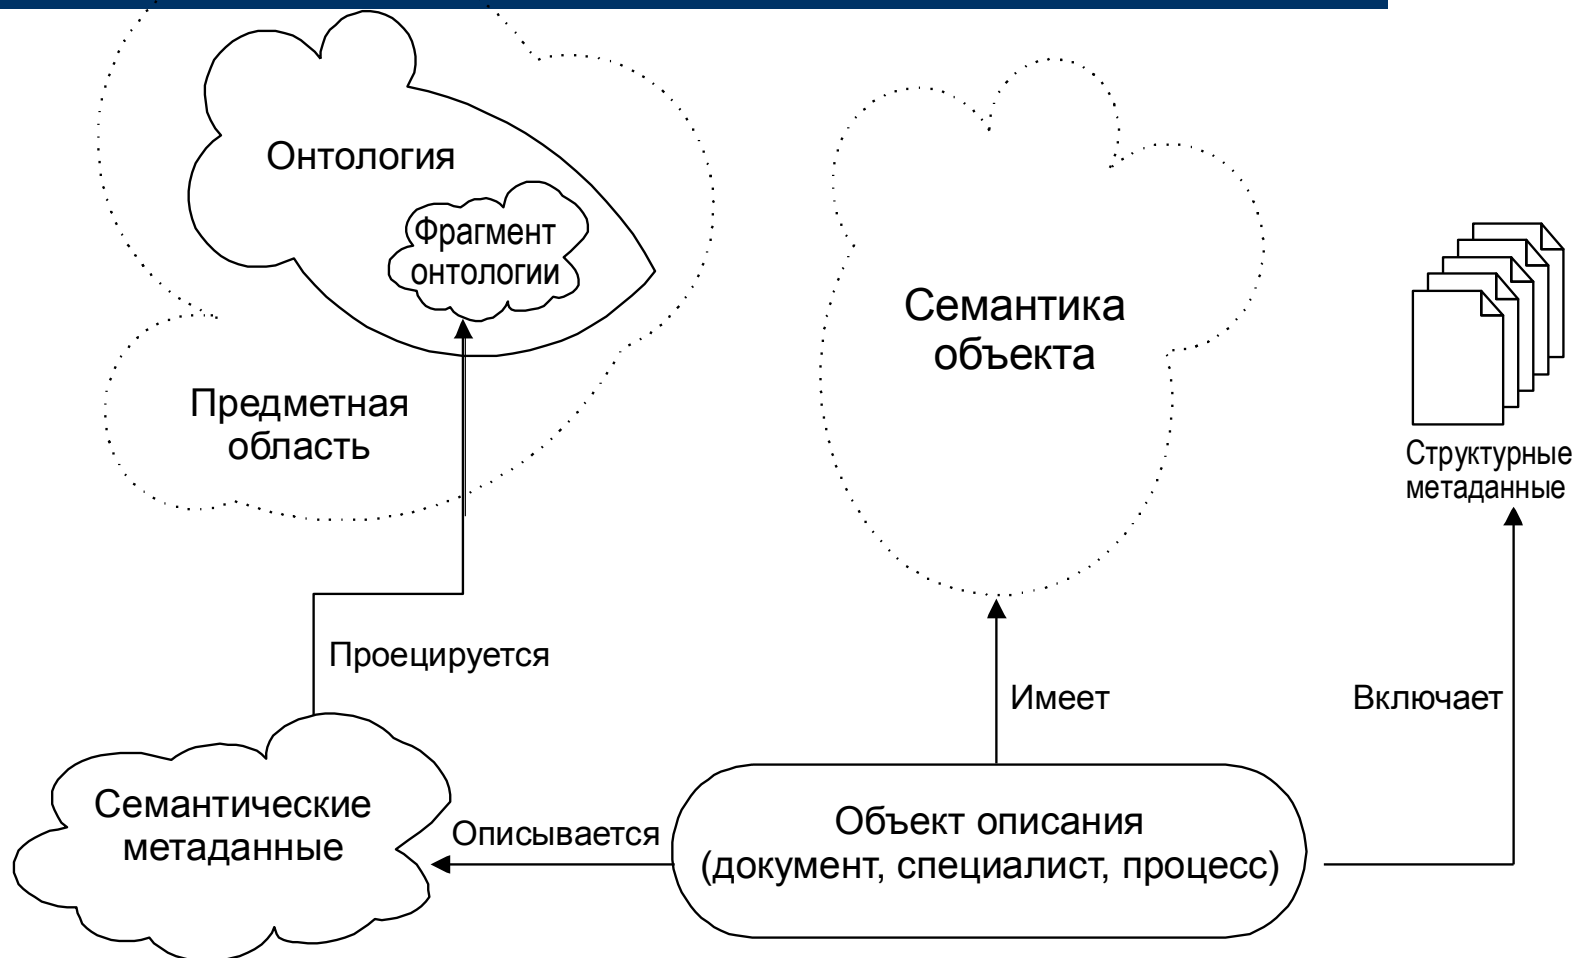 Онтология
Фрагмент
онтологии
Предметная
область
Семантика
объекта
Структурные
метаданные
Проецируется
Имеет
Включает
Семантические
метаданные
Описывается
Объект описания
(документ, специалист, процесс)